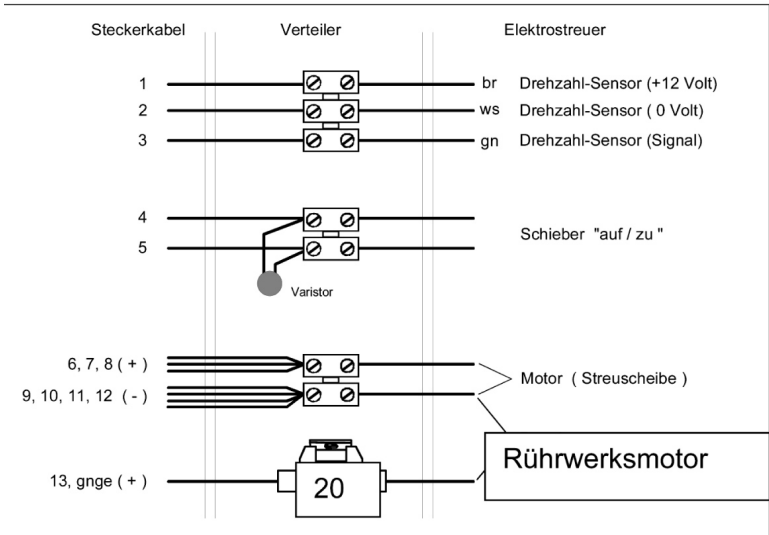 Steckerkabel Verteiler Elektrostreuer
1 br Drehzahl-Sensor (+12 Volt)
2 ws Drehzahl-Sensor ( 0 Volt)
3 gn Drehzahl-Sensor (Signal)
4
5
Schieber "auf / zu "
Varistor
6, 7, 8 ( + )
Motor ( Streuscheibe )
9, 10, 11, 12 ( - )
Rührwerksmotor
13, gnge ( + ) 20